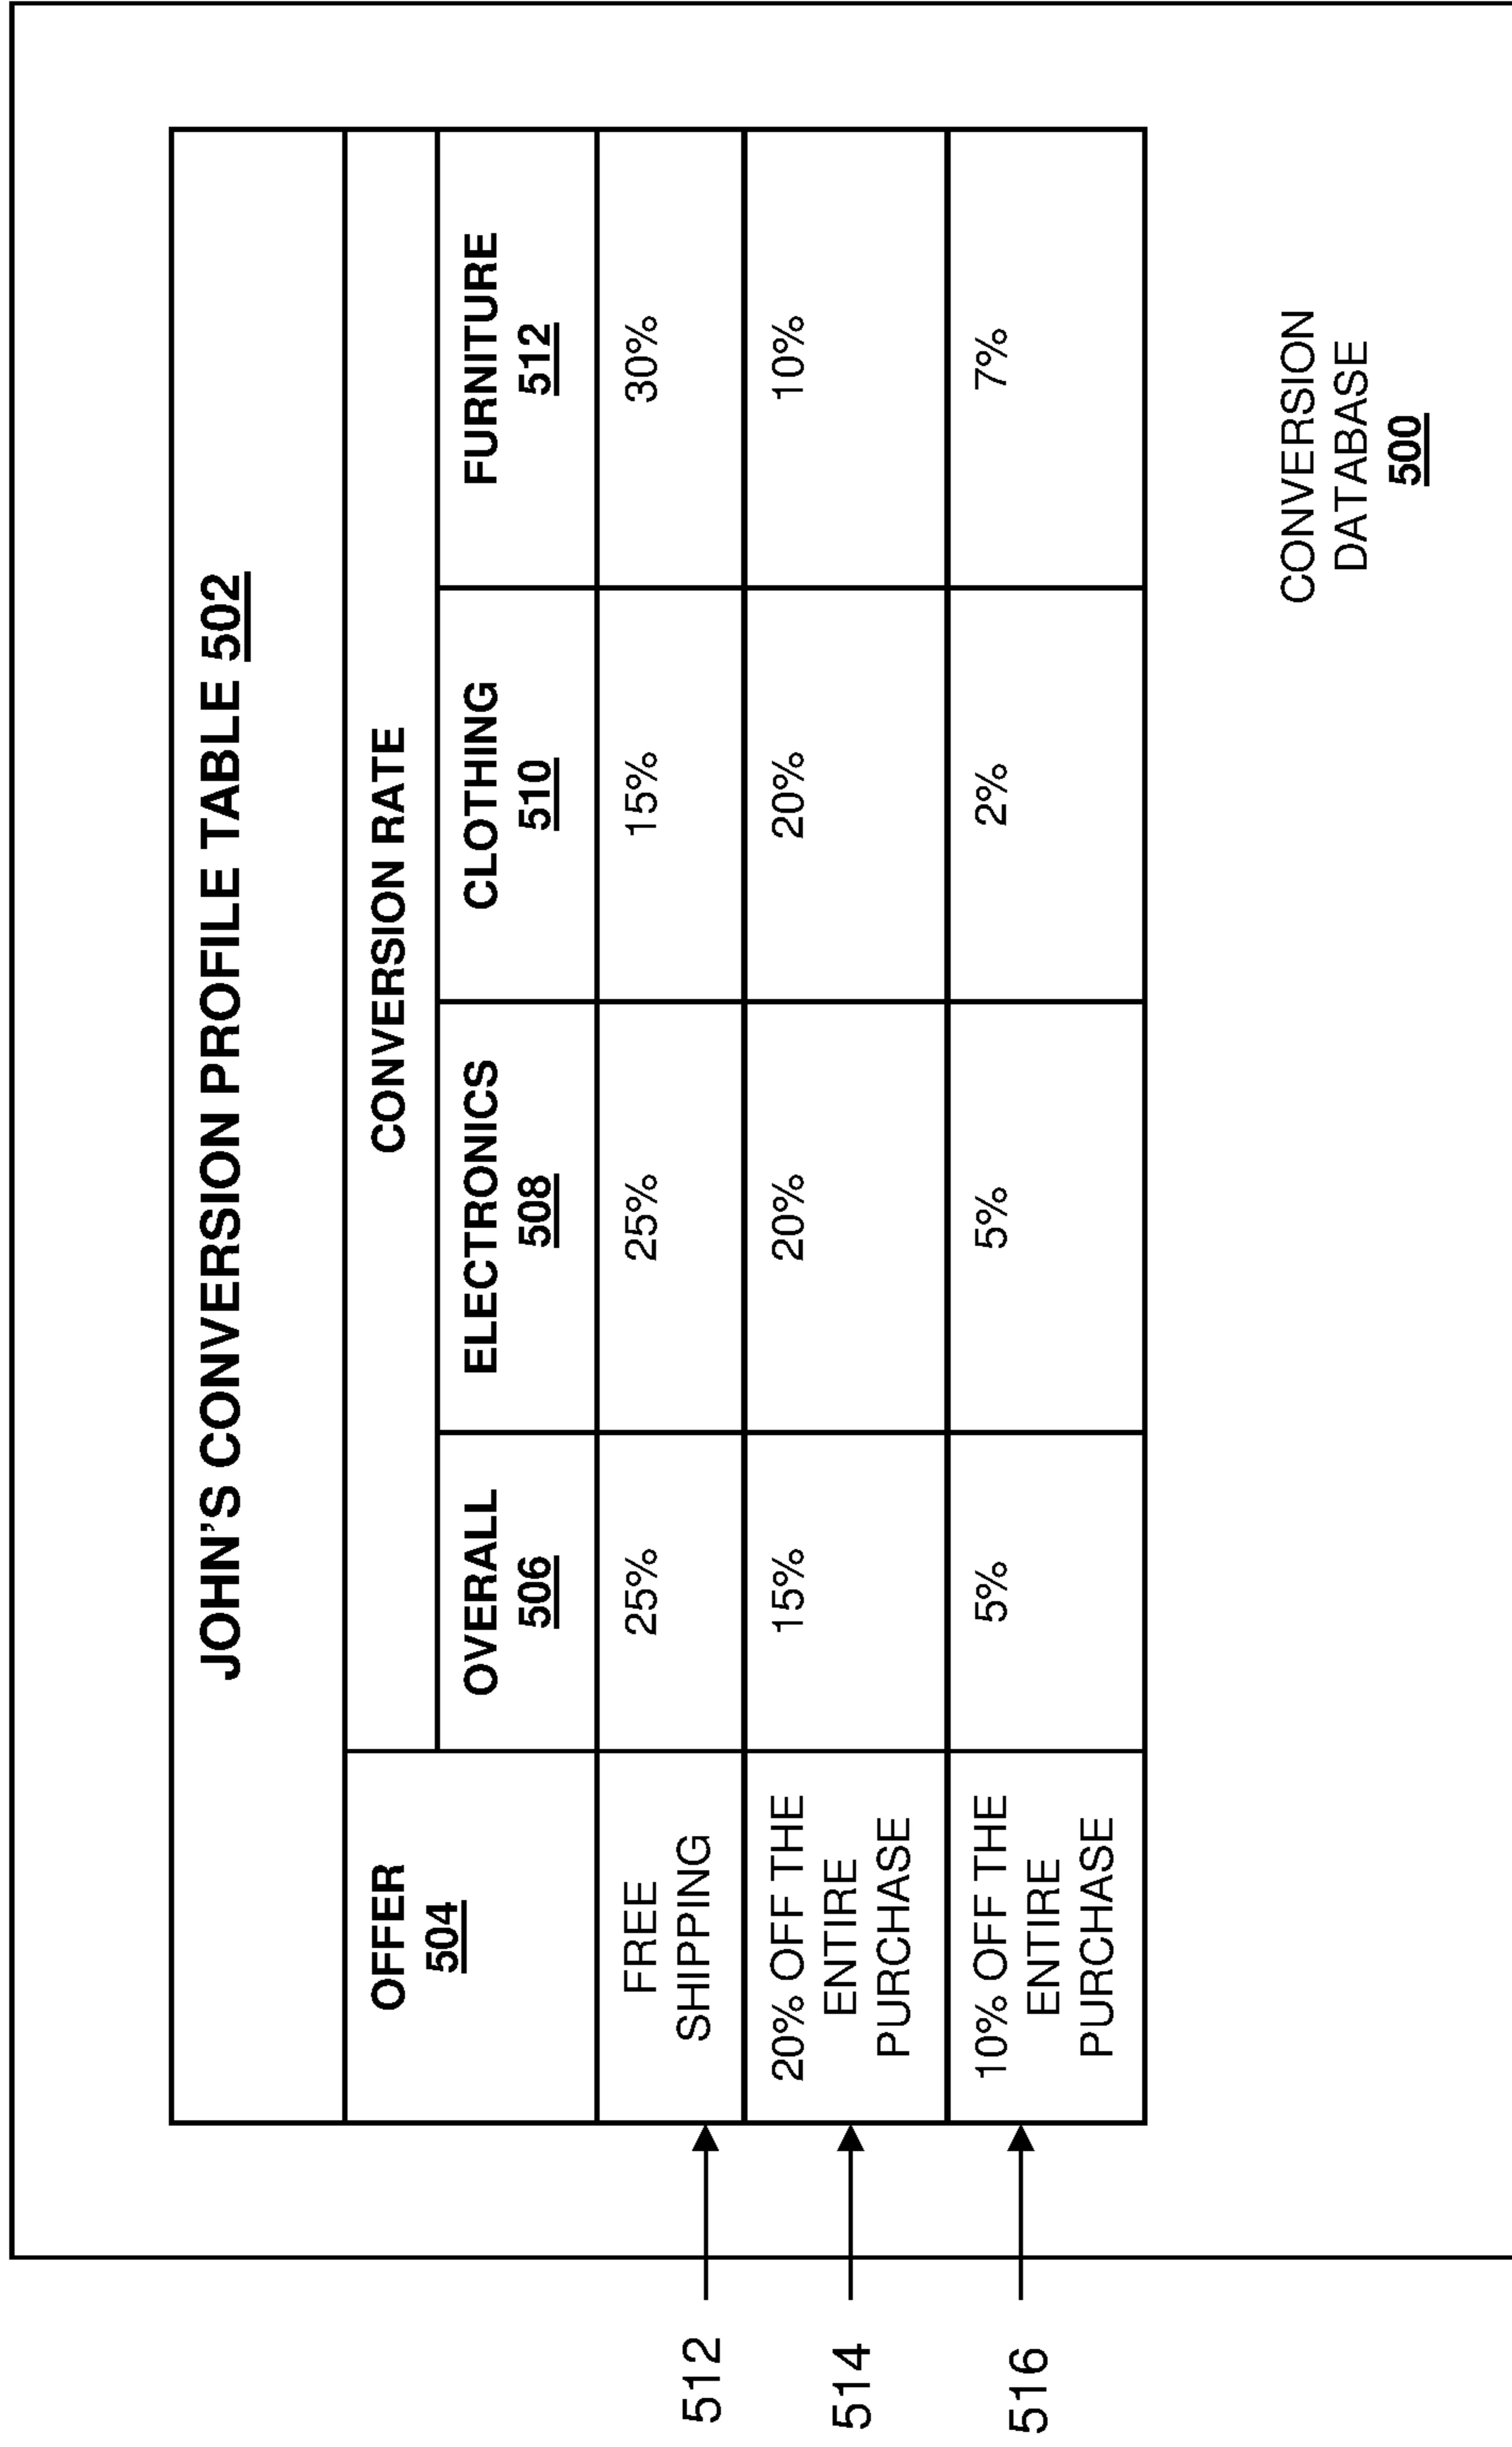 JOHN'S CONVERSION PROFILE TABLE 502
OFFER
504
CONVERSION RATE
OVERALL
506
ELECTRONICS
508
CLOTHING
510
FURNITURE
512
512
FREE
SHIPPING
25%
25%
15%
30%
514
20% OFF THE
ENTIRE
PURCHASE
15%
20%
20%
10%
516
10% OFF THE
ENTIRE
PURCHASE
5%
5%
2%
7%
CONVERSION
DATABASE
500